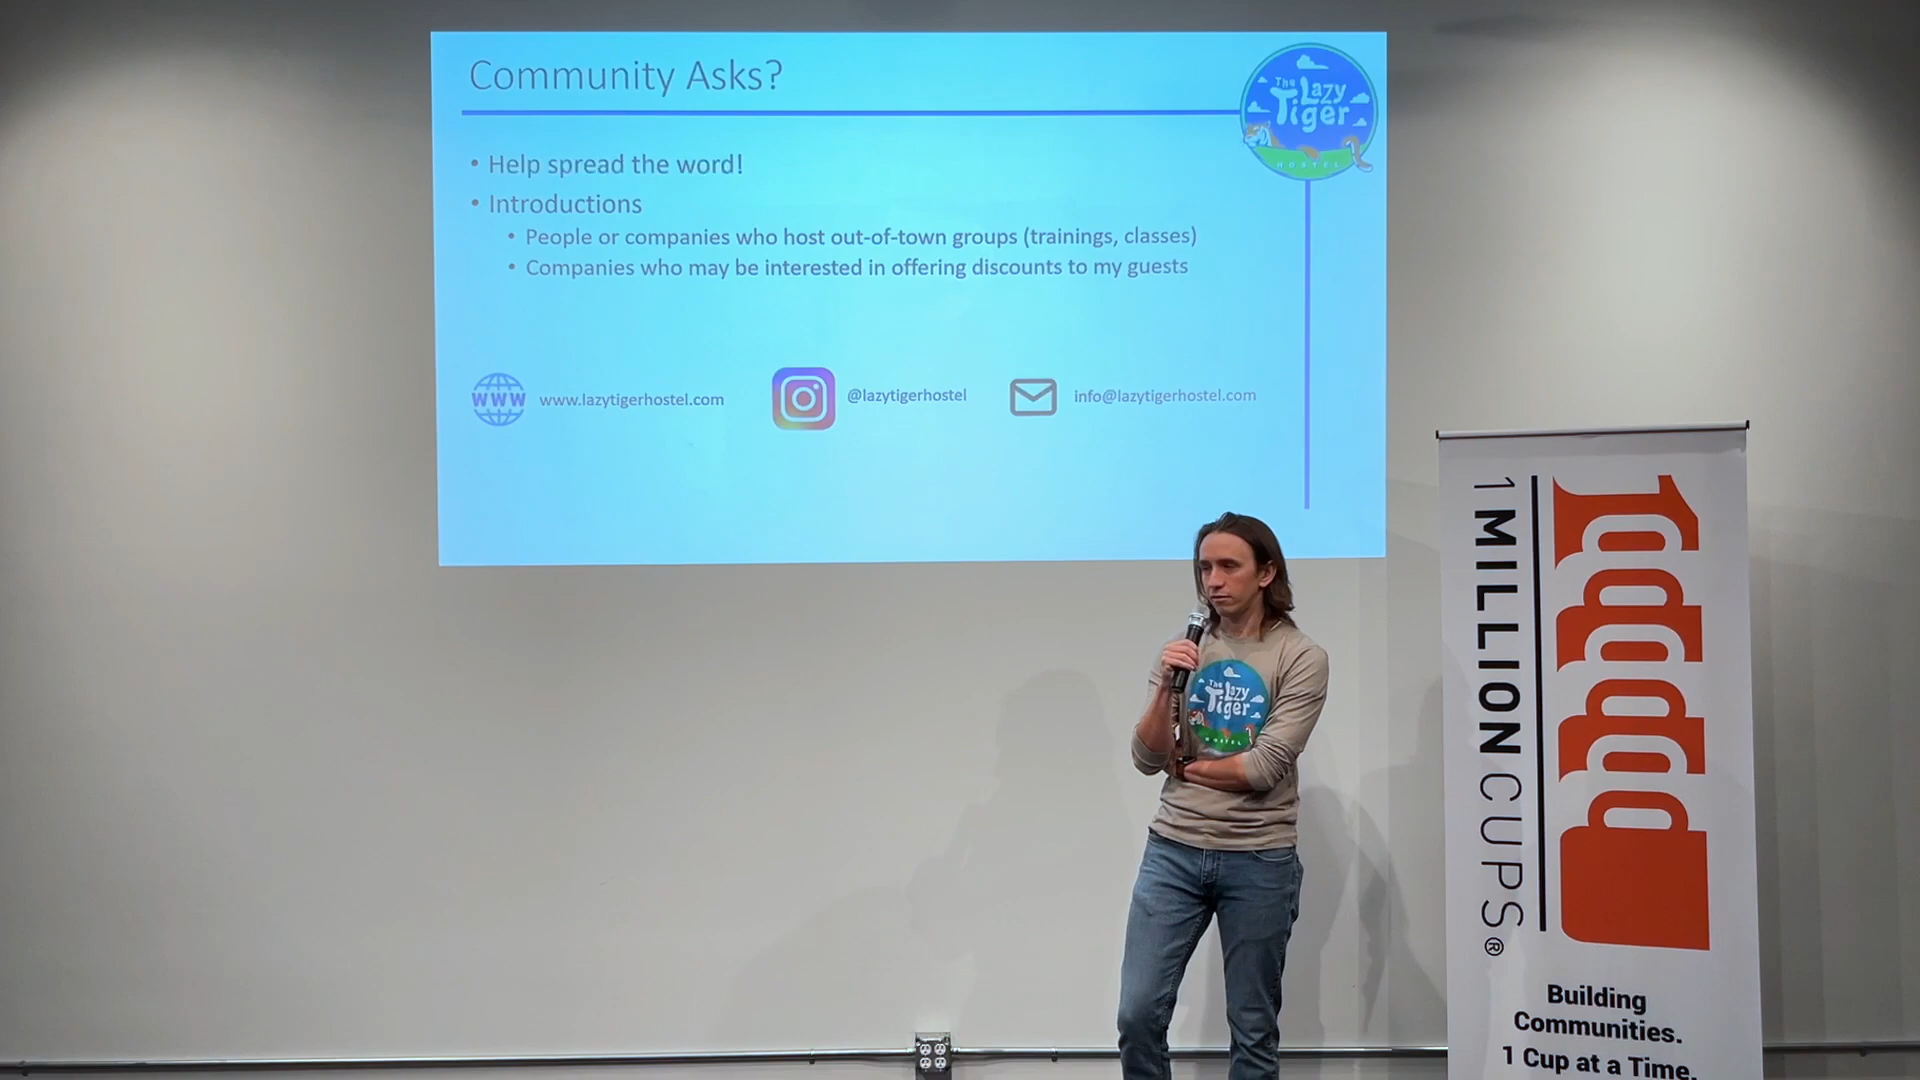 Community Asks?
The Lazy
Tiger
HOSTEL
• Help spread the word!
• Introductions
• People or companies who host out-of-town groups (trainings, classes)
• Companies who may be interested in offering discounts to my guests
WWW www.lazytigerhostel.com
@lazytigerhostel
info@lazytigerhostel.com
The Lazy
Tiger
HOSTEL
1 MILLION CUPS®
Building
Communities.
1 Cup at a Time.